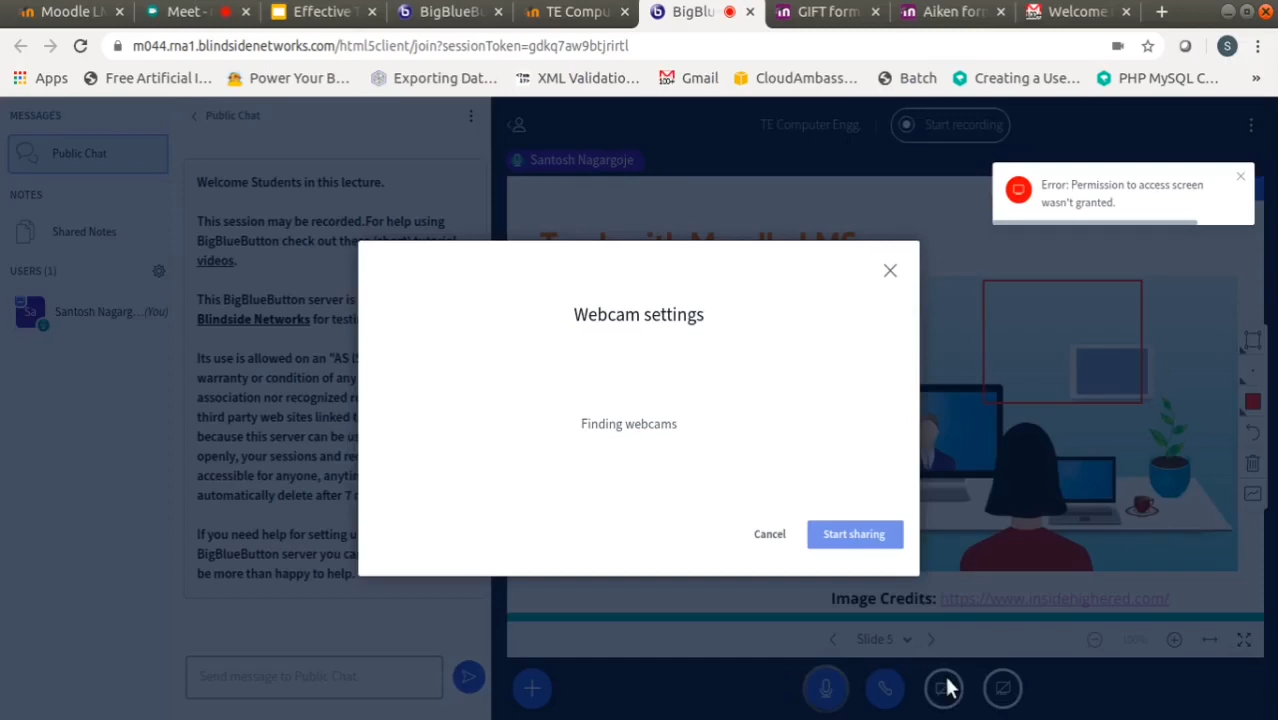 Moodle LM
Meet -
Effective T
BigBlueBu
TE Compu
BigBlu
GIFT form
Aiken form
Welcome
m044.rna1.blindsidenetworks.com/html5client/join?sessionToken=gdkq7aw9btjrirtl
S
Apps
Free Artificial I...
Power Your B...
Exporting Dat...
XML Validatio...
Gmail
CloudAmbass...
Batch
Creating a Use...
PHP MySQL C...
»
MESSAGES
Public Chat
NOTES
Shared Notes
USERS (1)
Sa
Santosh Nagarg... (You)
Public Chat
Welcome Students in this lecture.
This session may be recorded.For help using
BigBlueButton check out these (short) tutorial
videos.
This BigBlueButton server is
Blindside Networks for testi
Its use is allowed on an "AS IS
warranty or condition of any
association nor recognized r
third party web sites linked t
because this server can be u
openly, your sessions and re
accessible for anyone, anyti
automatically delete after 7
If you need help for setting u
BigBlueButton server you ca
be more than happy to help.
Send message to Public Chat
TE Computer Engg.
Start recording
Santosh Nagargoje
Error: Permission to access screen
wasn't granted.
Webcam settings
Finding webcams
Cancel
Start sharing
Image Credits: https://www.insidehighered.com/
Slide 5
100%